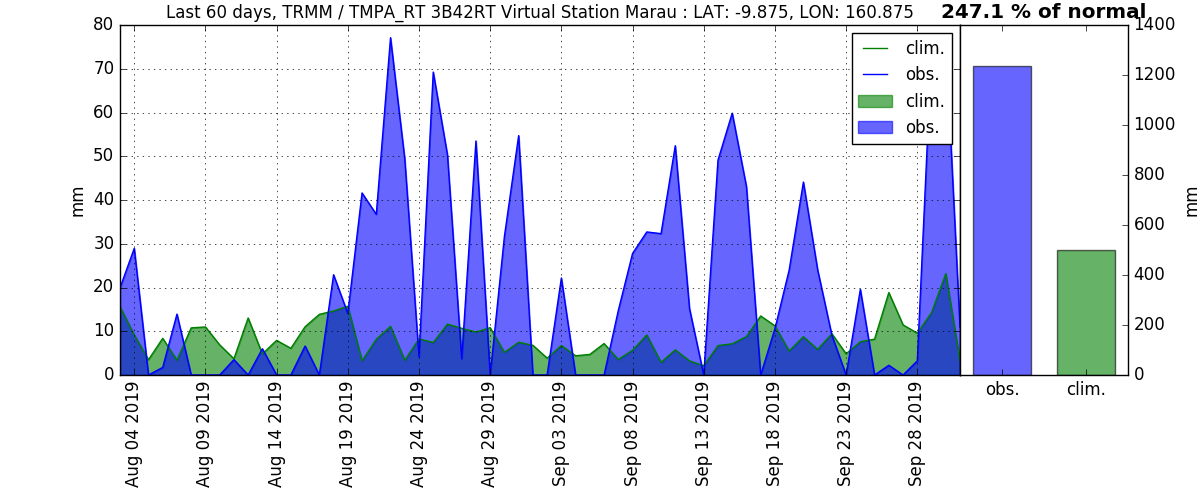 Last 60 days, TRMM / TMPA_RT 3B42RT Virtual Station Marau : LAT: -9.875, LON: 160.875
247.1 % of normal
80
70
60
50
40
30
20
10
0
mm
clim.
obs.
clim.
obs.
1400
1200
1000
800
600
400
200
0
mm
Aug 04 2019
Aug 09 2019
Aug 14 2019
Aug 19 2019
Aug 24 2019
Aug 29 2019
Sep 03 2019
Sep 08 2019
Sep 13 2019
Sep 18 2019
Sep 23 2019
Sep 28 2019
obs.
clim.